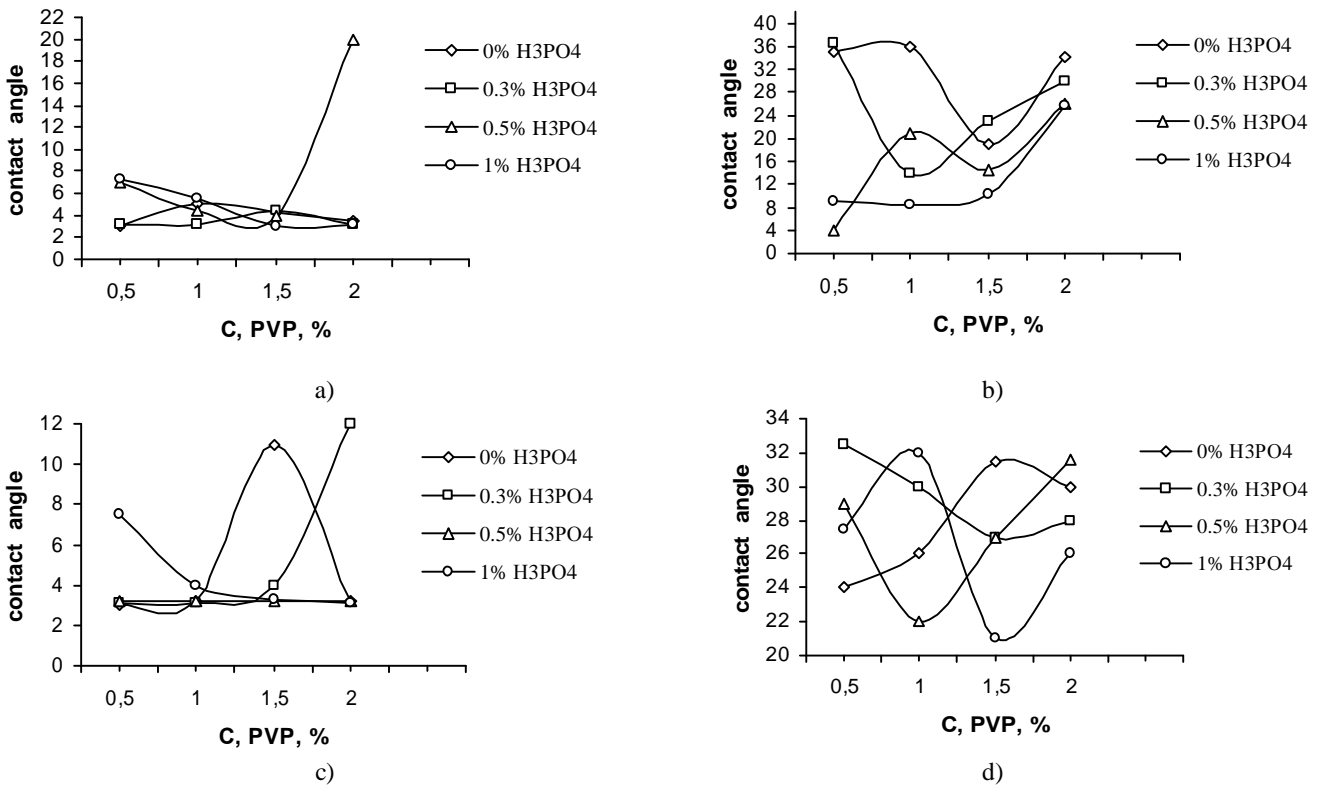 contact angle
22
20
18
16
14
12
10
8
6
4
2
0
0,5 1 1,5 2
C, PVP, %
0% H3PO4
0.3% H3PO4
0.5% H3PO4
1% H3PO4
a)
contact angle
40
36
32
28
24
20
16
12
8
4
0
0,5 1 1,5 2
C, PVP, %
0% H3PO4
0.3% H3PO4
0.5% H3PO4
1% H3PO4
b)
contact angle
12
10
8
6
4
2
0
0,5 1 1,5 2
C, PVP, %
0% H3PO4
0.3% H3PO4
0.5% H3PO4
1% H3PO4
c)
contact angle
34
32
30
28
26
24
22
20
0,5 1 1,5 2
C, PVP, %
0% H3PO4
0.3% H3PO4
0.5% H3PO4
1% H3PO4
d)